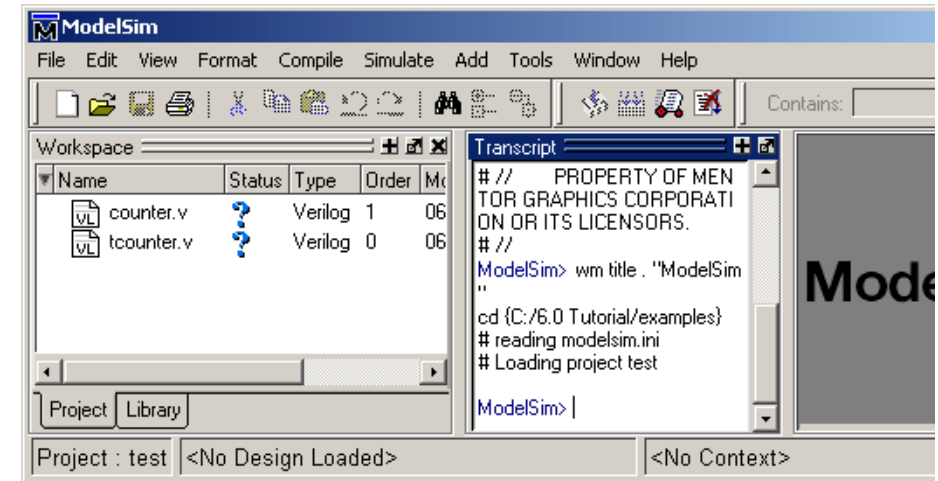 ModelSim
File Edit View Format Compile Simulate Add Tools Window Help
Contains:
Workspace
Transcript
Name Status Type Order Mo
counter.v ? Verilog 1 06
tcounter.v ? Verilog 0 06
# // PROPERTY OF MEN
TOR GRAPHICS CORPORATI
ON OR ITS LICENSORS.
# //
ModelSim> wm title . "ModelSim
"
cd {C:/6.0 Tutorial/examples}
# reading modelsim.ini
# Loading project test
ModelSim>
Mode
Project Library
Project : test <No Design Loaded> <No Context>